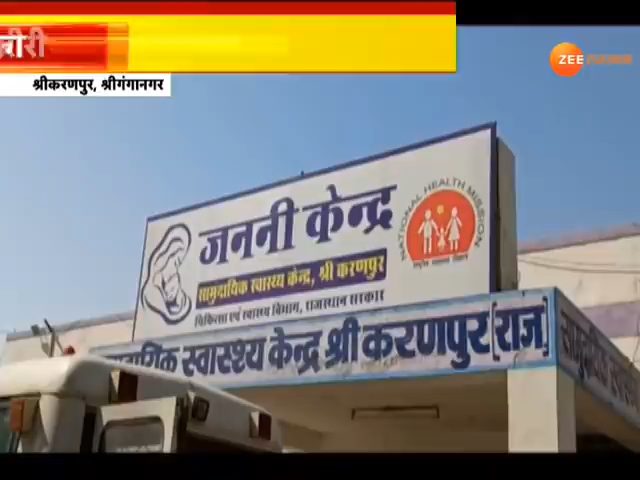 श्रीकरणपुर, श्रीगंगानगर
ZEE
जननी केन्द्र
सामुदायिक स्वास्थ्य केन्द्र, श्री करणपुर
चिकित्सा एवं स्वास्थ्य विभाग, राजस्थान सरकार
NATIONAL HEALTH MISSION
स्वास्थ्य केन्द्र श्री करणपुर [राज]